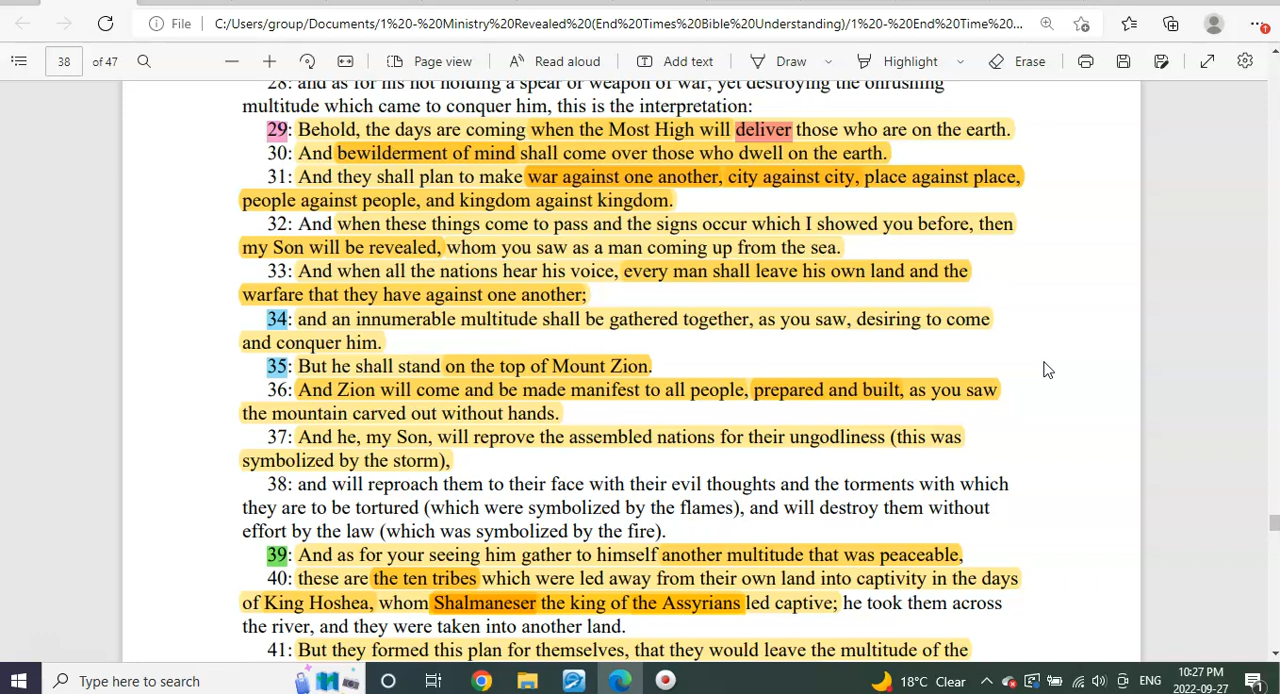 File
C:/Users/group/Documents/1%20-%20Ministry%20Revealed%20(End%20Times%20Bible%20Understanding)/1%20-%20End%20Time%20...
38 of 47
Page view
Read aloud
Add text
Draw
Highlight
Erase
28: and as for his not holding a spear or weapon of war, yet destroying the onrushing
multitude which came to conquer him, this is the interpretation:
29: Behold, the days are coming when the Most High will deliver those who are on the earth.
30: And bewilderment of mind shall come over those who dwell on the earth.
31: And they shall plan to make war against one another, city against city, place against place,
people against people, and kingdom against kingdom.
32: And when these things come to pass and the signs occur which I showed you before, then
my Son will be revealed, whom you saw as a man coming up from the sea.
33: And when all the nations hear his voice, every man shall leave his own land and the
warfare that they have against one another;
34: and an innumerable multitude shall be gathered together, as you saw, desiring to come
and conquer him.
35: But he shall stand on the top of Mount Zion.
36: And Zion will come and be made manifest to all people, prepared and built, as you saw
the mountain carved out without hands.
37: And he, my Son, will reprove the assembled nations for their ungodliness (this was
symbolized by the storm),
38: and will reproach them to their face with their evil thoughts and the torments with which
they are to be tortured (which were symbolized by the flames), and will destroy them without
effort by the law (which was symbolized by the fire).
39: And as for your seeing him gather to himself another multitude that was peaceable,
40: these are the ten tribes which were led away from their own land into captivity in the days
of King Hoshea, whom Shalmaneser the king of the Assyrians led captive; he took them across
the river, and they were taken into another land.
41: But they formed this plan for themselves, that they would leave the multitude of the
Type here to search
18°C Clear
ENG
10:27 PM
2022-09-27
1